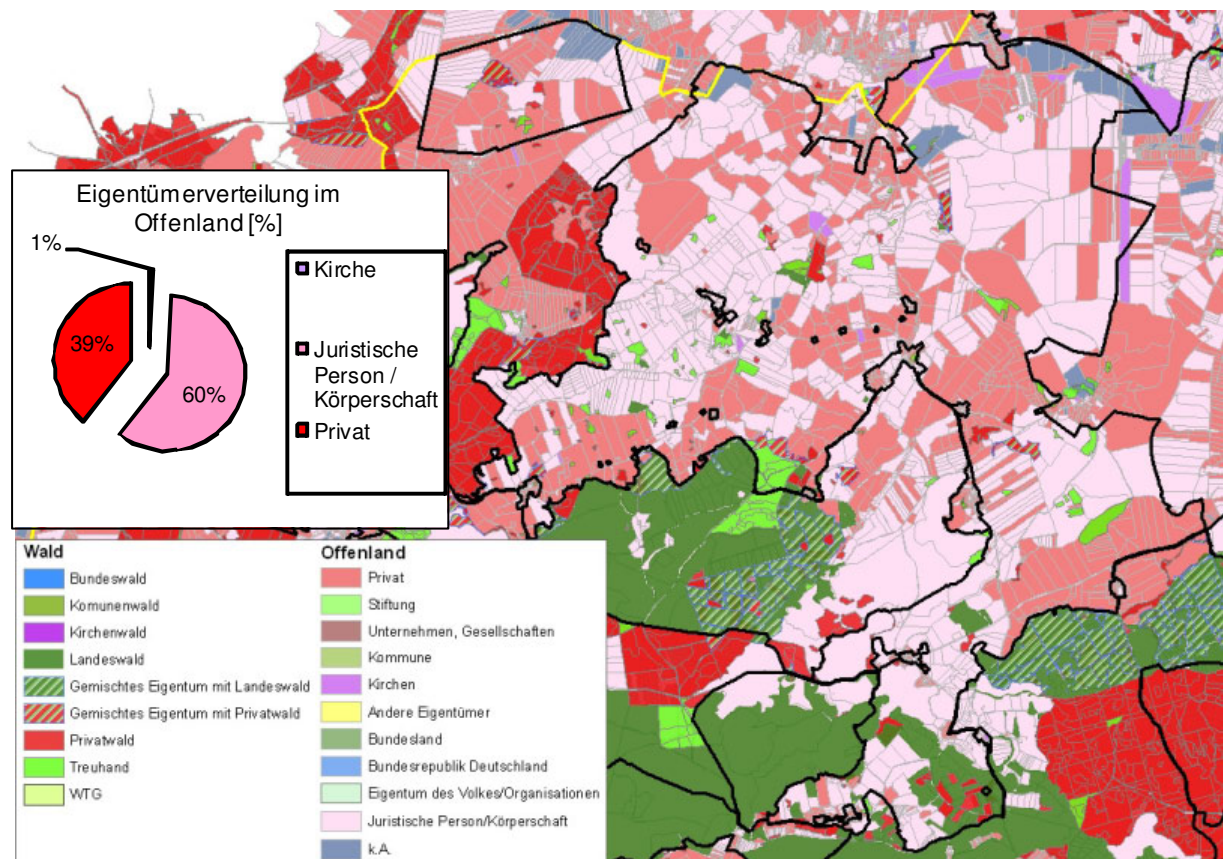 Eigentümerverteilung im
Offenland [%]
1%
39%
60%
Kirche
Juristische
Person /
Körperschaft
Privat
Wald
Bundeswald
Komunenwald
Kirchenwald
Landeswald
Gemischtes Eigentum mit Landeswald
Gemischtes Eigentum mit Privatwald
Privatwald
Treuhand
WTG
Offenland
Privat
Stiftung
Unternehmen, Gesellschaften
Kommune
Kirchen
Andere Eigentümer
Bundesland
Bundesrepublik Deutschland
Eigentum des Volkes/Organisationen
Juristische Person/Körperschaft
k.A.